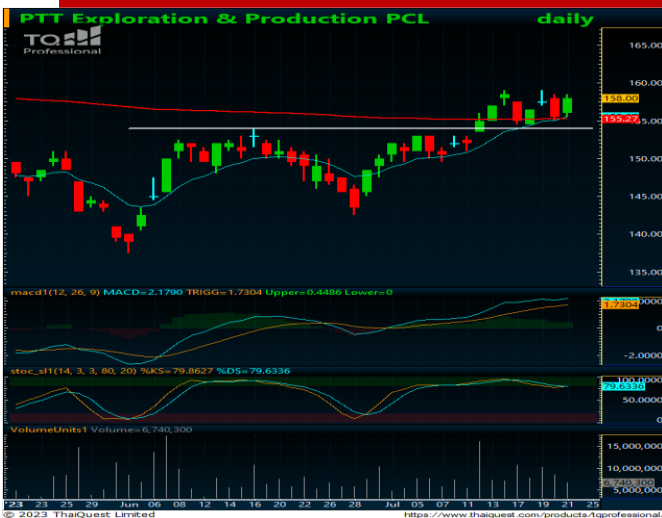 PTT Exploration & Production PCL daily
TQ
Professional
165.00
160.00
158.00
155.27
150.00
145.00
140.00
135.00
macd1(12, 26, 9) MACD=2.1790 TRIGG=1.7304 Upper=0.4486 Lower=0
1.7304
-2.0000
stoc_sl1(14, 3, 3, 80, 20) %KS=79.8627 %DS=79.6336
100.0000
79.6336
50.0000
0
VolumeUnits1 Volume=6,740,300
15,000,000
10,000,000
6,740,300
5,000,000
'23 23 25 29 Jun 06 08 12 14 16 20 22 26 28 Jul 05 07 11 13 17 19 21 25
© 2023 ThaiQuest Limited https://www.thaiquest.com/products/tqprofessional.